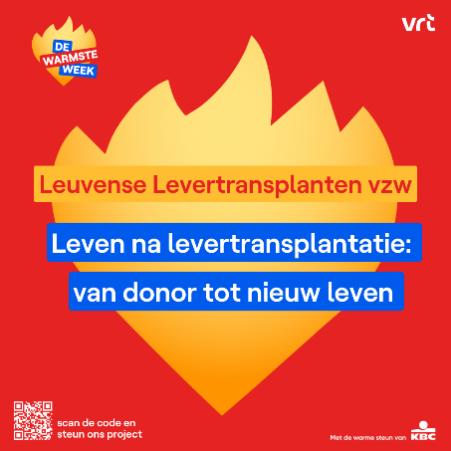 DE
WARMSTE
WEEK
vrt
Leuvense Levertransplanten vzw
Leven na levertransplantatie:
van donor tot nieuw leven
scan de code en
steun ons project
Met de warme steun van KBC